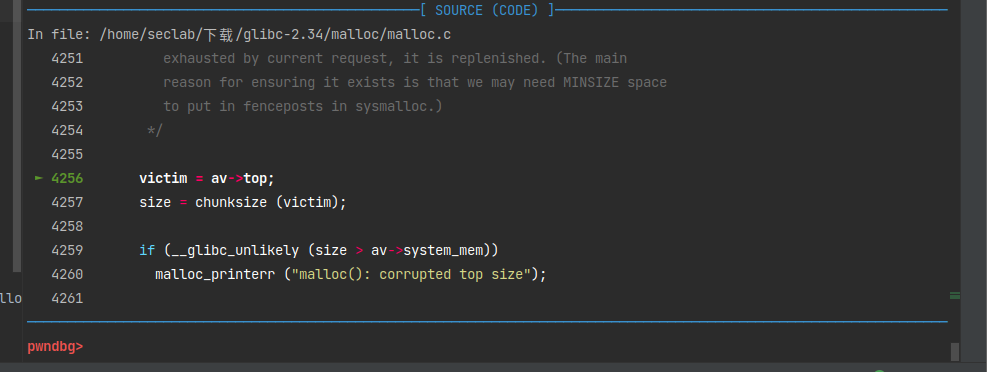 [ SOURCE (CODE) ]
In file: /home/seclab/下载/glibc-2.34/malloc/malloc.c
4251 exhausted by current request, it is replenished. (The main
4252 reason for ensuring it exists is that we may need MINSIZE space
4253 to put in fenceposts in sysmalloc.)
4254 */
4255
► 4256 victim = av->top;
4257 size = chunksize (victim);
4258
4259 if (__glibc_unlikely (size > av->system_mem))
4260 malloc_printerr ("malloc(): corrupted top size");
llo 4261
pwndbg>